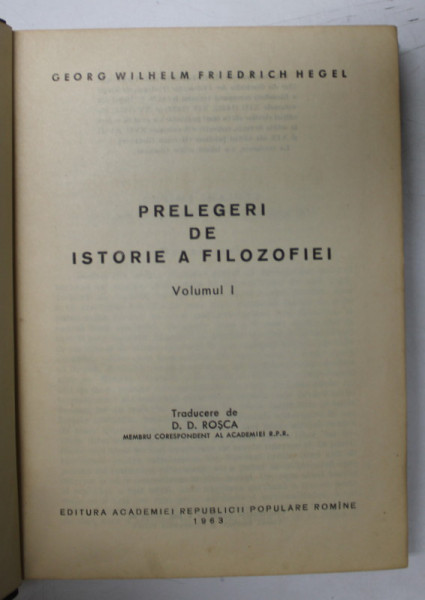 GEORG WILHELM FRIEDRICH HEGEL
PRELEGERI
DE
ISTORIE A FILOZOFIEI
Volumul I
Traducere de
D. D. ROȘCA
MEMBRU CORESPONDENT AL ACADEMIEI R.P.R.
EDITURA ACADEMIEI REPUBLICII POPULARE ROMÎNE
1963